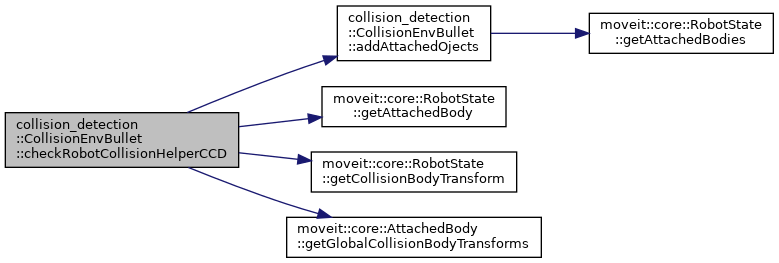 collision_detection
::CollisionEnvBullet
::checkRobotCollisionHelperCCD
collision_detection
::CollisionEnvBullet
::addAttachedOjects
moveit::core::RobotState
::getAttachedBodies
moveit::core::RobotState
::getAttachedBody
moveit::core::RobotState
::getCollisionBodyTransform
moveit::core::AttachedBody
::getGlobalCollisionBodyTransforms